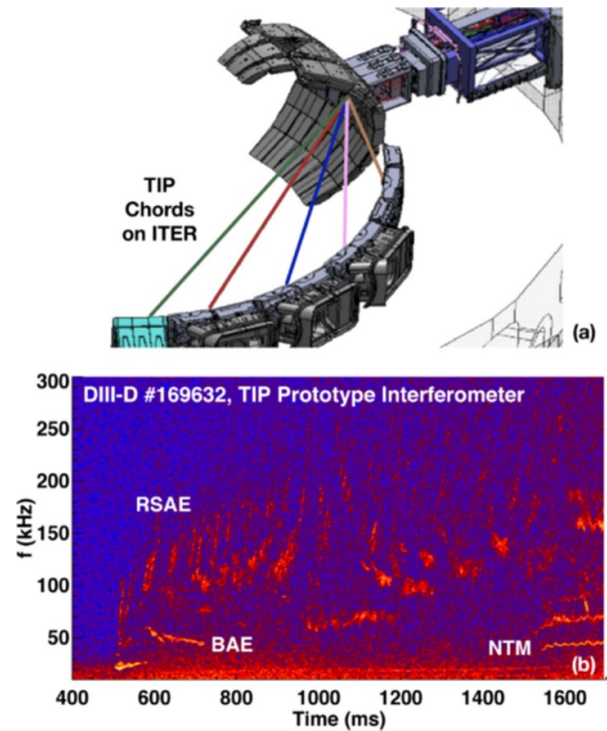 TIP
Chords
on ITER
(a)
DIII-D #169632, TIP Prototype Interferometer
300
250
200
150
100
50
f (kHz)
RSAE
BAE
NTM
(b)
400 600 800 1000 1200 1400 1600
Time (ms)